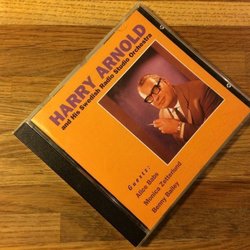 HARRY ARNOLD
and His Swedish Radio Studio Orchestra
Guests:
Alice Babs
Monica Zetterlund
Benny Bailey